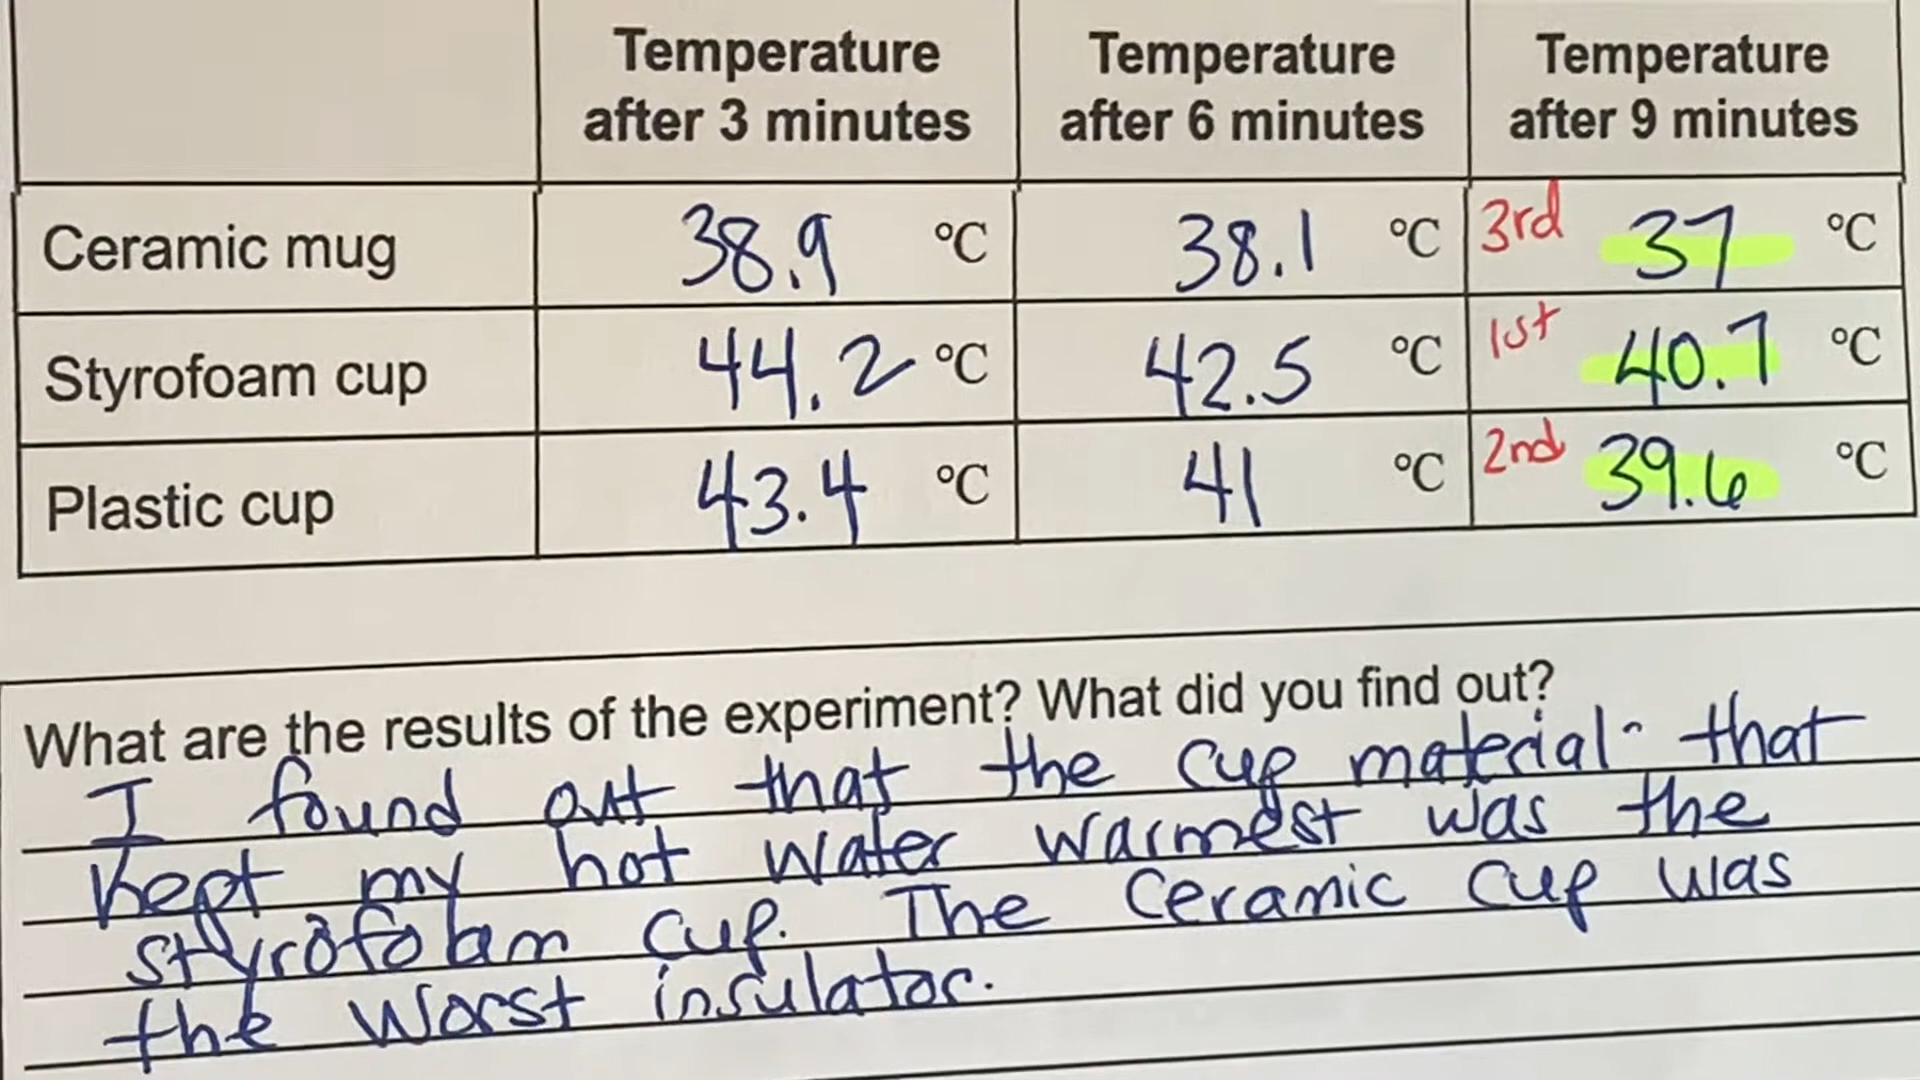 Temperature after 3 minutes
Temperature after 6 minutes
Temperature after 9 minutes
Ceramic mug 38.9 °C 38.1 °C 3rd 37 °C
Styrofoam cup 44.2 °C 42.5 °C 1st 40.7 °C
Plastic cup 43.4 °C 41 °C 2nd 39.6 °C
What are the results of the experiment? What did you find out?
I found out that the cup material that
kept my hot water warmest was the
styrofoam cup. The ceramic cup was
the worst insulator.